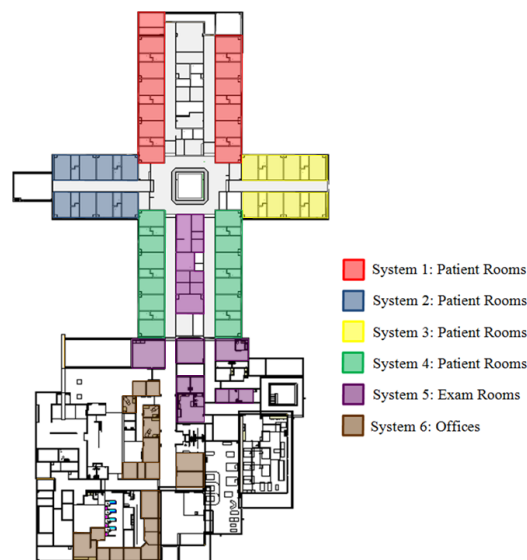 System 1: Patient Rooms
System 2: Patient Rooms
System 3: Patient Rooms
System 4: Patient Rooms
System 5: Exam Rooms
System 6: Offices